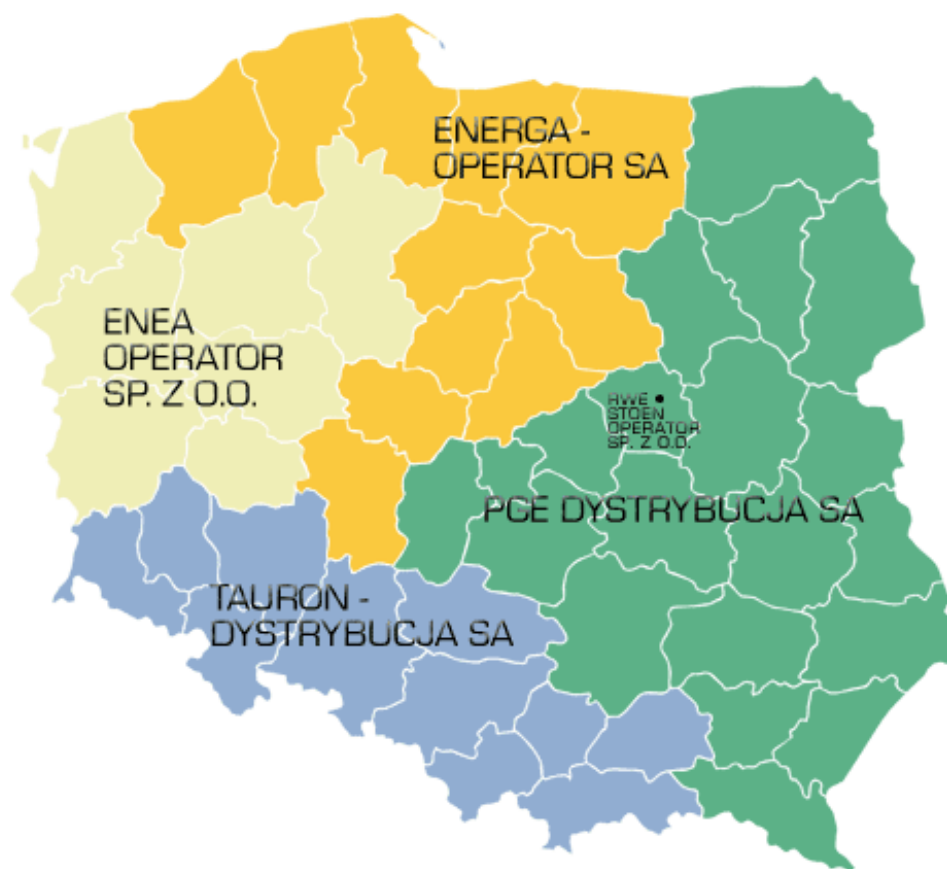 ENERGA -
OPERATOR SA
ENEA
OPERATOR
SP. Z O.O.
RWE
STOEN
OPERATOR
SP. Z O.O.
PGE DYSTRYBUCJA SA
TAURON -
DYSTRYBUCJA SA